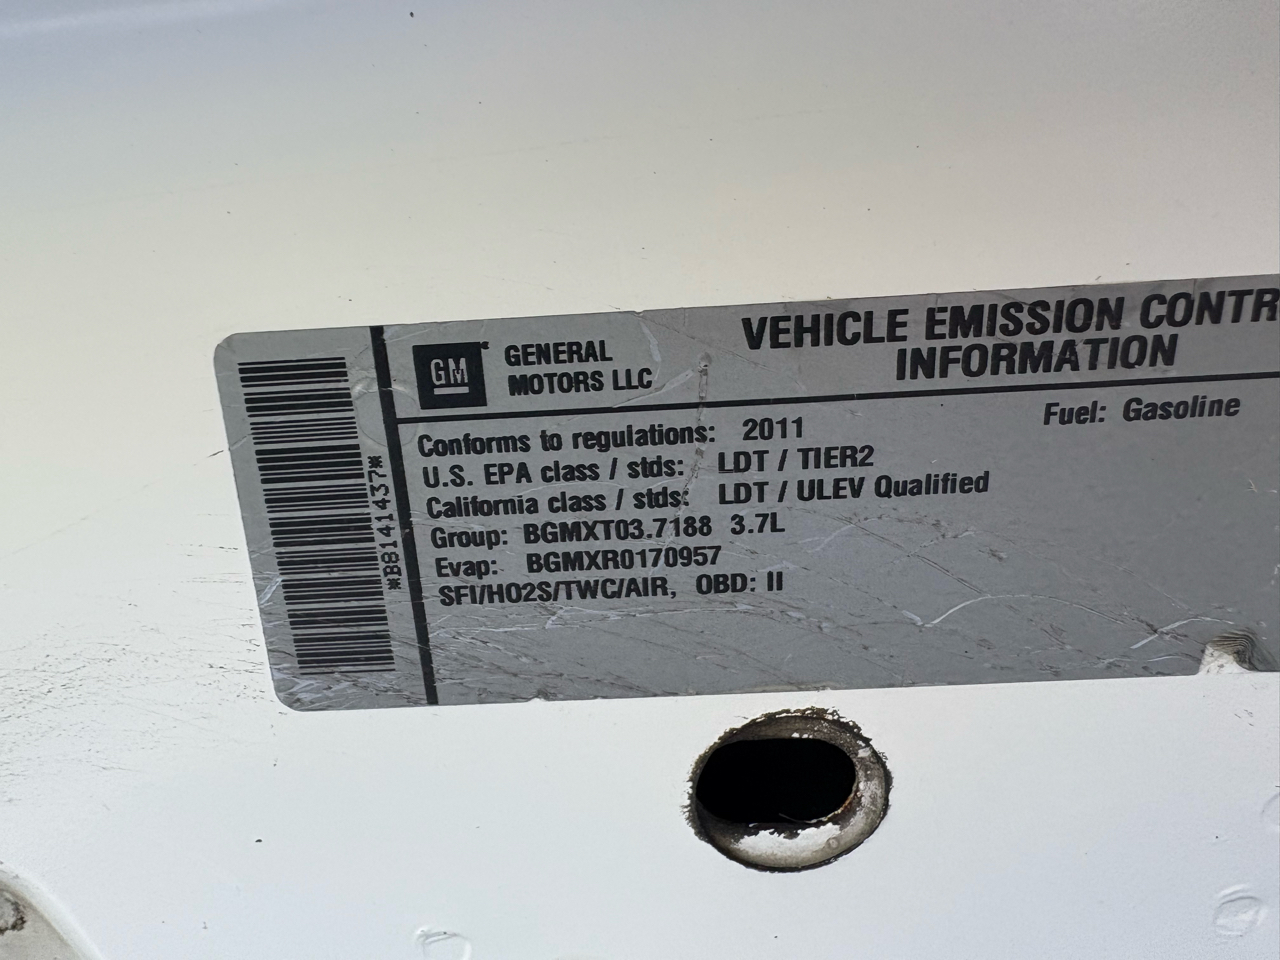 GM
GENERAL
MOTORS LLC
VEHICLE EMISSION CONTR
INFORMATION
Conforms to regulations: 2011
Fuel: Gasoline
U.S. EPA class / stds: LDT / TIER2
California class / stds: LDT / ULEV Qualified
Group: BGMXT03.7188 3.7L
Evap: BGMXR0170957
SFI/HO2S/TWC/AIR, OBD: II
*B8141437*